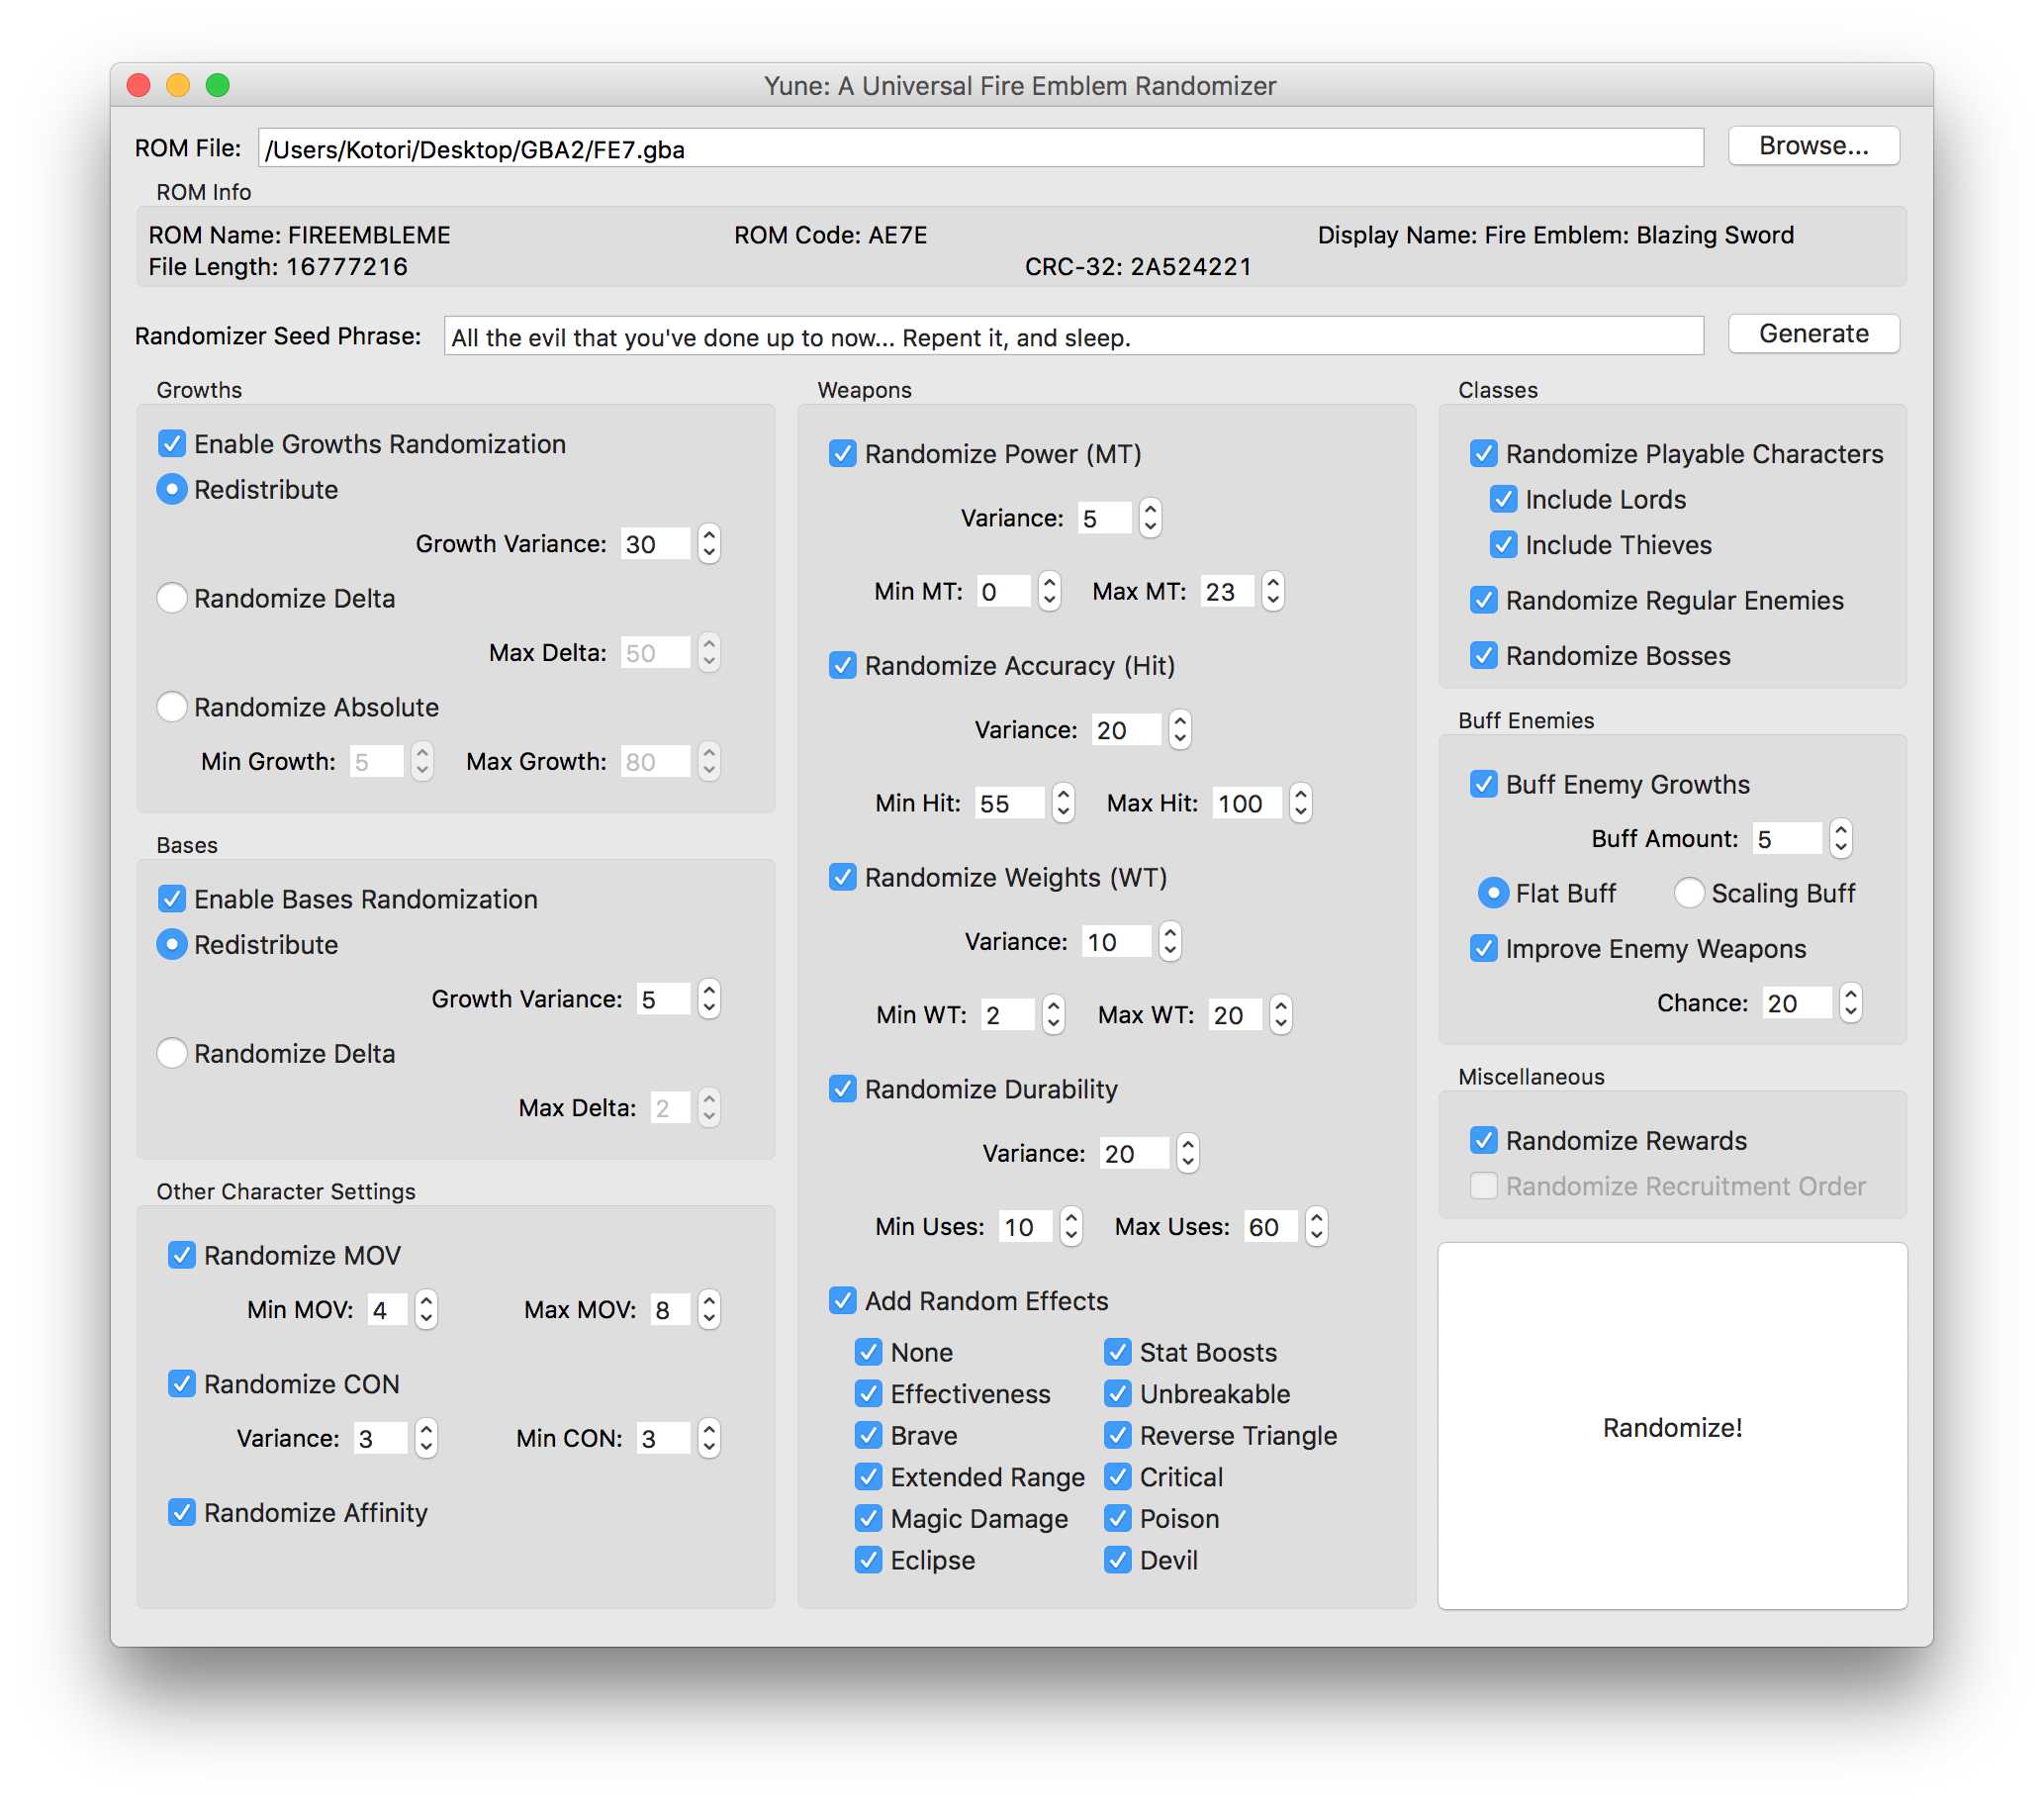 Yune: A Universal Fire Emblem Randomizer
ROM File: /Users/Kotori/Desktop/GBA2/FE7.gba Browse...
ROM Info
ROM Name: FIREEMBLEME ROM Code: AE7E Display Name: Fire Emblem: Blazing Sword
File Length: 16777216 CRC-32: 2A524221
Randomizer Seed Phrase: All the evil that you've done up to now... Repent it, and sleep. Generate
Growths
Enable Growths Randomization
Redistribute
Growth Variance: 30
Randomize Delta
Max Delta: 50
Randomize Absolute
Min Growth: 5 Max Growth: 80
Bases
Enable Bases Randomization
Redistribute
Growth Variance: 5
Randomize Delta
Max Delta: 2
Other Character Settings
Randomize MOV
Min MOV: 4 Max MOV: 8
Randomize CON
Variance: 3 Min CON: 3
Randomize Affinity
Weapons
Randomize Power (MT)
Variance: 5
Min MT: 0 Max MT: 23
Randomize Accuracy (Hit)
Variance: 20
Min Hit: 55 Max Hit: 100
Randomize Weights (WT)
Variance: 10
Min WT: 2 Max WT: 20
Randomize Durability
Variance: 20
Min Uses: 10 Max Uses: 60
Add Random Effects
None Stat Boosts
Effectiveness Unbreakable
Brave Reverse Triangle
Extended Range Critical
Magic Damage Poison
Eclipse Devil
Classes
Randomize Playable Characters
Include Lords
Include Thieves
Randomize Regular Enemies
Randomize Bosses
Buff Enemies
Buff Enemy Growths
Buff Amount: 5
Flat Buff Scaling Buff
Improve Enemy Weapons
Chance: 20
Miscellaneous
Randomize Rewards
Randomize Recruitment Order
Randomize!